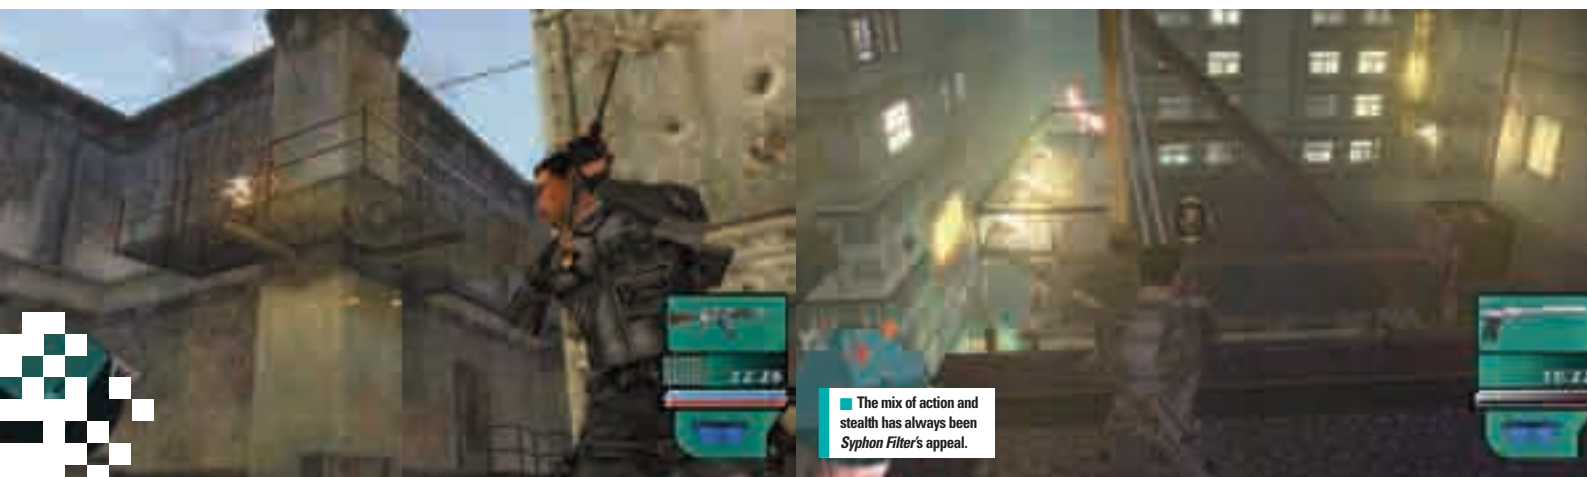 The mix of action and
stealth has always been
Syphon Filter's appeal.